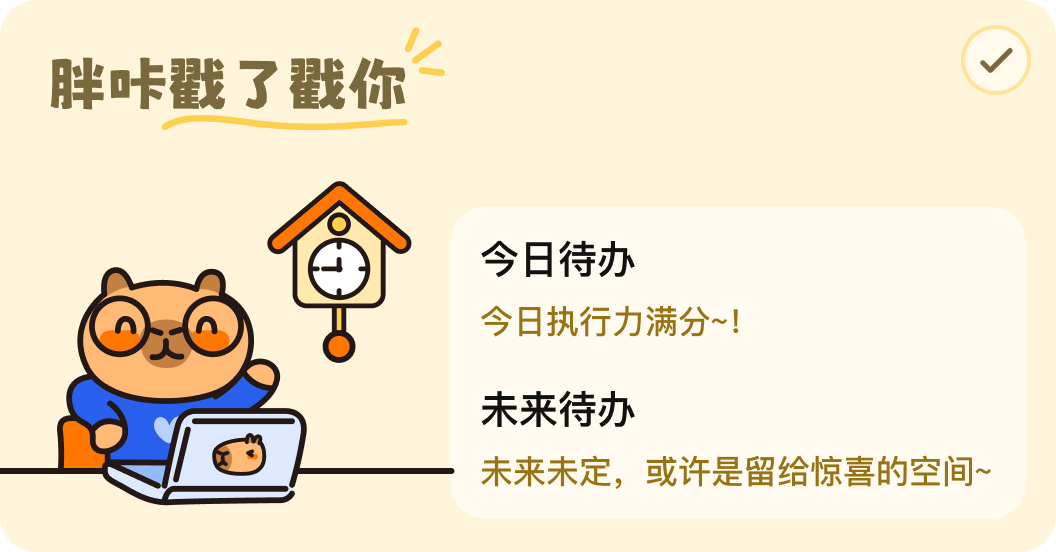 胖咔戳了戳你
今日待办
今日执行力满分~!
未来待办
未来未定，或许是留给惊喜的空间~